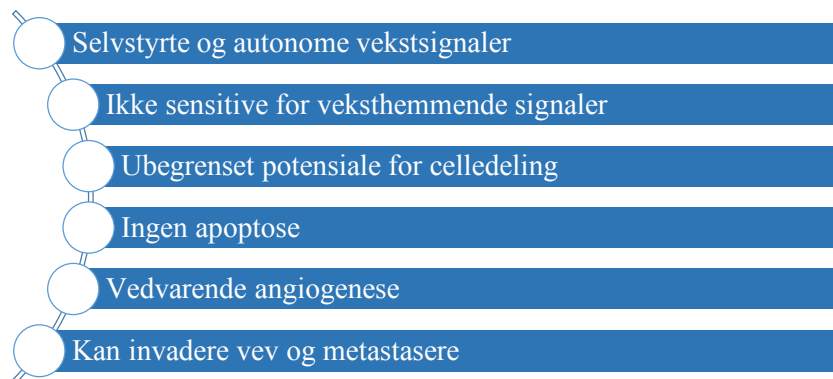 Selvstyrte og autonome vekstsignaler
Ikke sensitive for veksthemmende signaler
Ubegrenset potensiale for celledeling
Ingen apoptose
Vedvarende angiogenese
Kan invadere vev og metastasere